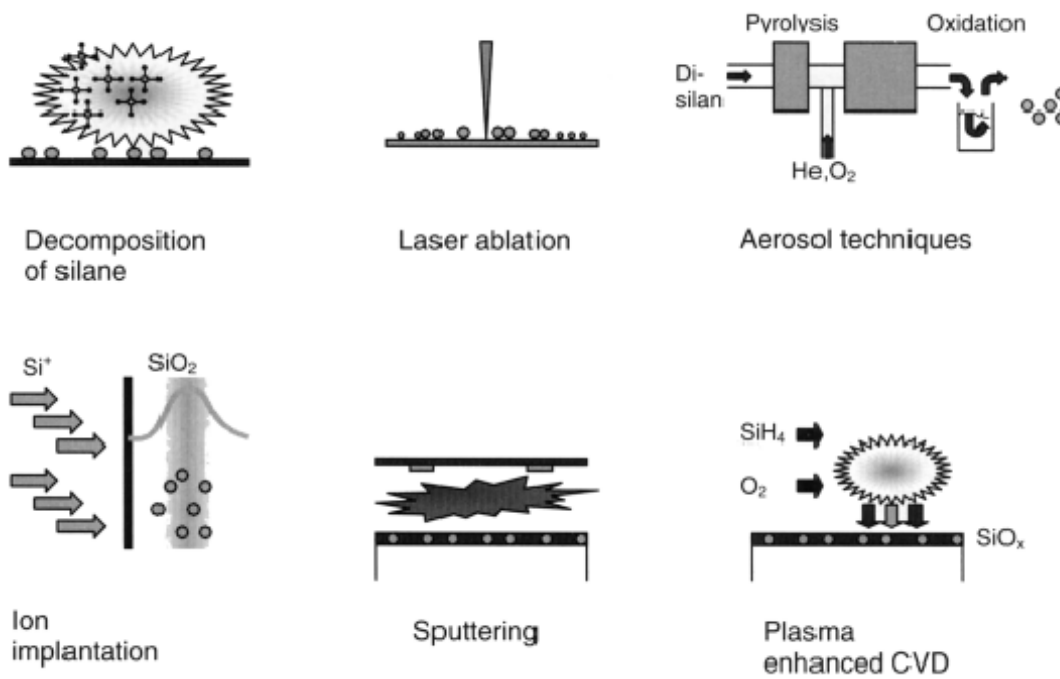 Pyrolysis Oxidation
Di-
silan
He,O₂
Decomposition
of silane
Laser ablation
Aerosol techniques
Si⁺ SiO₂
SiH₄
O₂
SiOₓ
Ion
implantation
Sputtering
Plasma
enhanced CVD